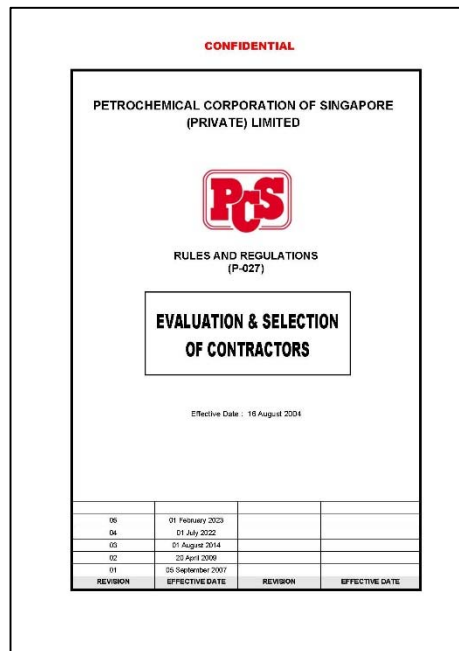 CONFIDENTIAL
PETROCHEMICAL CORPORATION OF SINGAPORE
(PRIVATE) LIMITED
PCS
RULES AND REGULATIONS
(P-027)
EVALUATION & SELECTION
OF CONTRACTORS
Effective Date : 16 August 2004
05 01 February 2023
04 01 July 2022
03 01 August 2014
02 20 April 2009
01 05 September 2007
REVISION EFFECTIVE DATE REVISION EFFECTIVE DATE